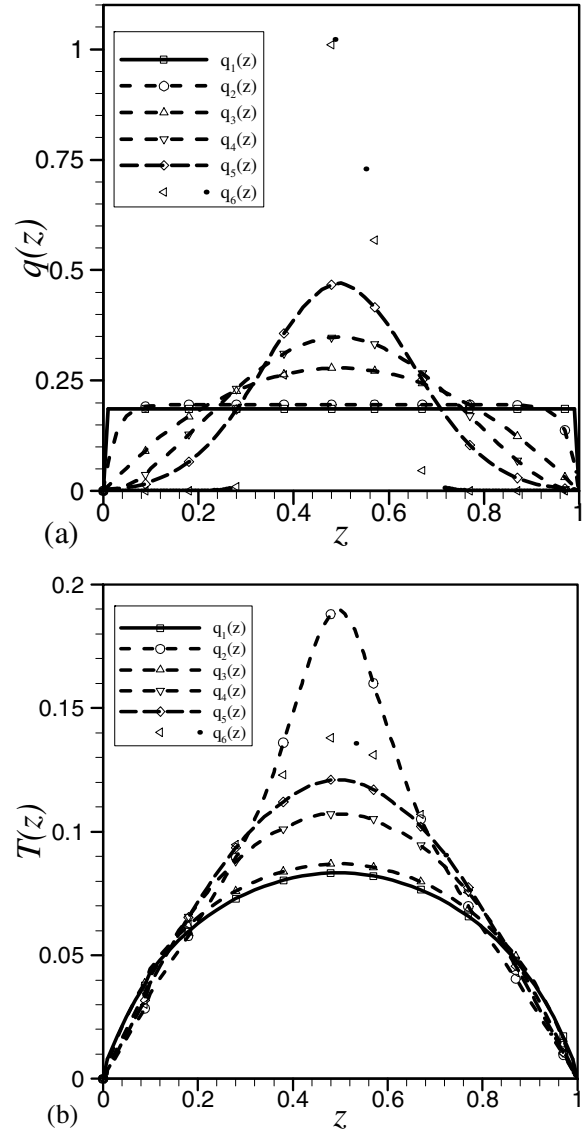 1
0.75
0.5
0.25
0
q(z)
q₁(z)
q₂(z)
q₃(z)
q₄(z)
q₅(z)
q₆(z)
0 0.2 0.4 0.6 0.8 1
(a)
z
0.2
0.15
0.1
0.05
0
T(z)
q₁(z)
q₂(z)
q₃(z)
q₄(z)
q₅(z)
q₆(z)
0 0.2 0.4 0.6 0.8 1
(b)
z